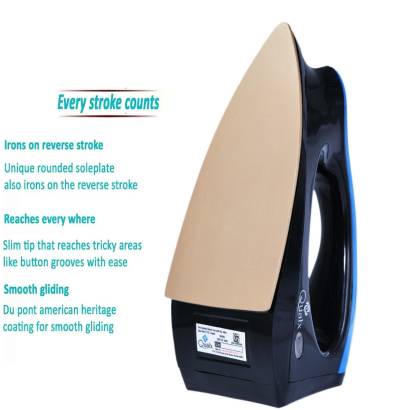 Every stroke counts
Irons on reverse stroke
Unique rounded soleplate
also irons on the reverse stroke
Reaches every where
Slim tip that reaches tricky areas
like button grooves with ease
Smooth gliding
Du pont american heritage
coating for smooth gliding
Qualx
Qualx